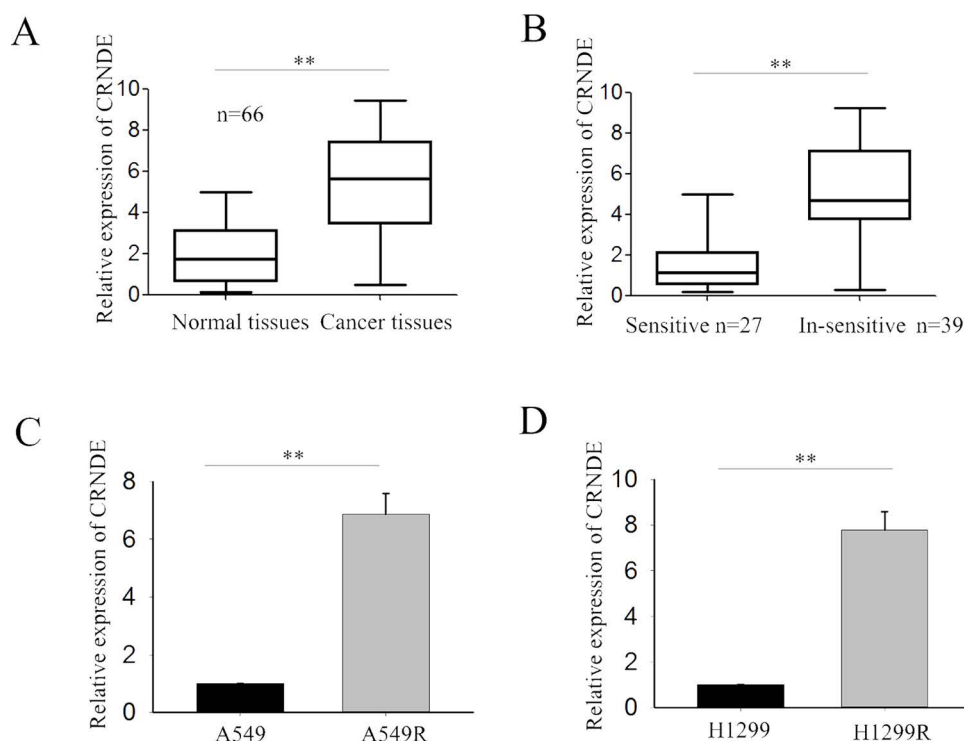 A
Relative expression of CRNDE
**
n=66
10
8
6
4
2
0
Normal tissues Cancer tissues
B
Relative expression of CRNDE
**
10
8
6
4
2
0
Sensitive n=27 In-sensitive n=39
C
Relative expression of CRNDE
**
8
6
4
2
0
A549 A549R
D
Relative expression of CRNDE
**
10
8
6
4
2
0
H1299 H1299R